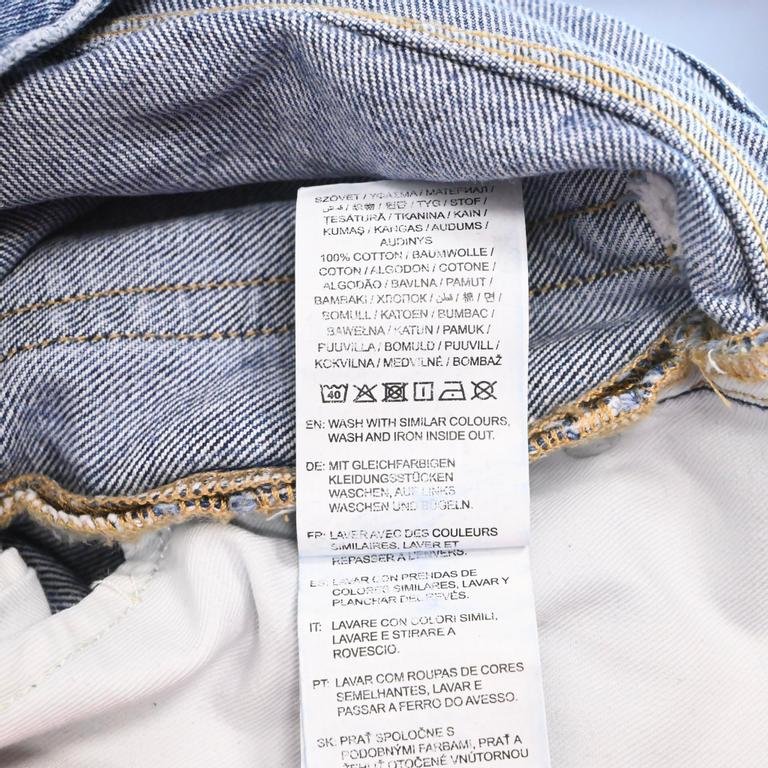 SZÖVET / ΥΦΑΣΜΑ / МАТЕРИАЛ /
/ 织物 / 원단 / TYG / STOF /
ȚESĂTURĂ / TKANINA / KAIN /
KUMAŞ / KANGAS / AUDUMS /
AUDINYS
100% COTTON / BAUMWOLLE /
COTON / ALGODON / COTONE /
ALGODÃO / BAVLNA / PAMUT /
BAMBAKI / ХЛОПОК / قطن / 棉 / 면 /
BOMULL / KATOEN / BUMBAC /
BAWEŁNA / KATUN / PAMUK /
PUUVILLA / BOMULD / PUUVILL /
KOKVILNA / MEDVILNĖ / BOMBAŽ
40
EN: WASH WITH SIMILAR COLOURS,
WASH AND IRON INSIDE OUT.
DE: MIT GLEICHFARBIGEN
KLEIDUNGSSTÜCKEN
WASCHEN, AUF LINKS
WASCHEN UND BÜGELN.
FR: LAVER AVEC DES COULEURS
SIMILAIRES, LAVER ET
REPASSER À L'ENVERS.
ES: LAVAR CON PRENDAS DE
COLORES SIMILARES, LAVAR Y
PLANCHAR DEL REVÉS.
IT: LAVARE CON COLORI SIMILI,
LAVARE E STIRARE A
ROVESCIO.
PT: LAVAR COM ROUPAS DE CORES
SEMELHANTES, LAVAR E
PASSAR A FERRO DO AVESSO.
SK: PRAŤ SPOLOČNE S
PODOBNÝMI FARBAMI, PRAŤ A
ŽEHLIŤ OTOČENÉ VNÚTORNOU